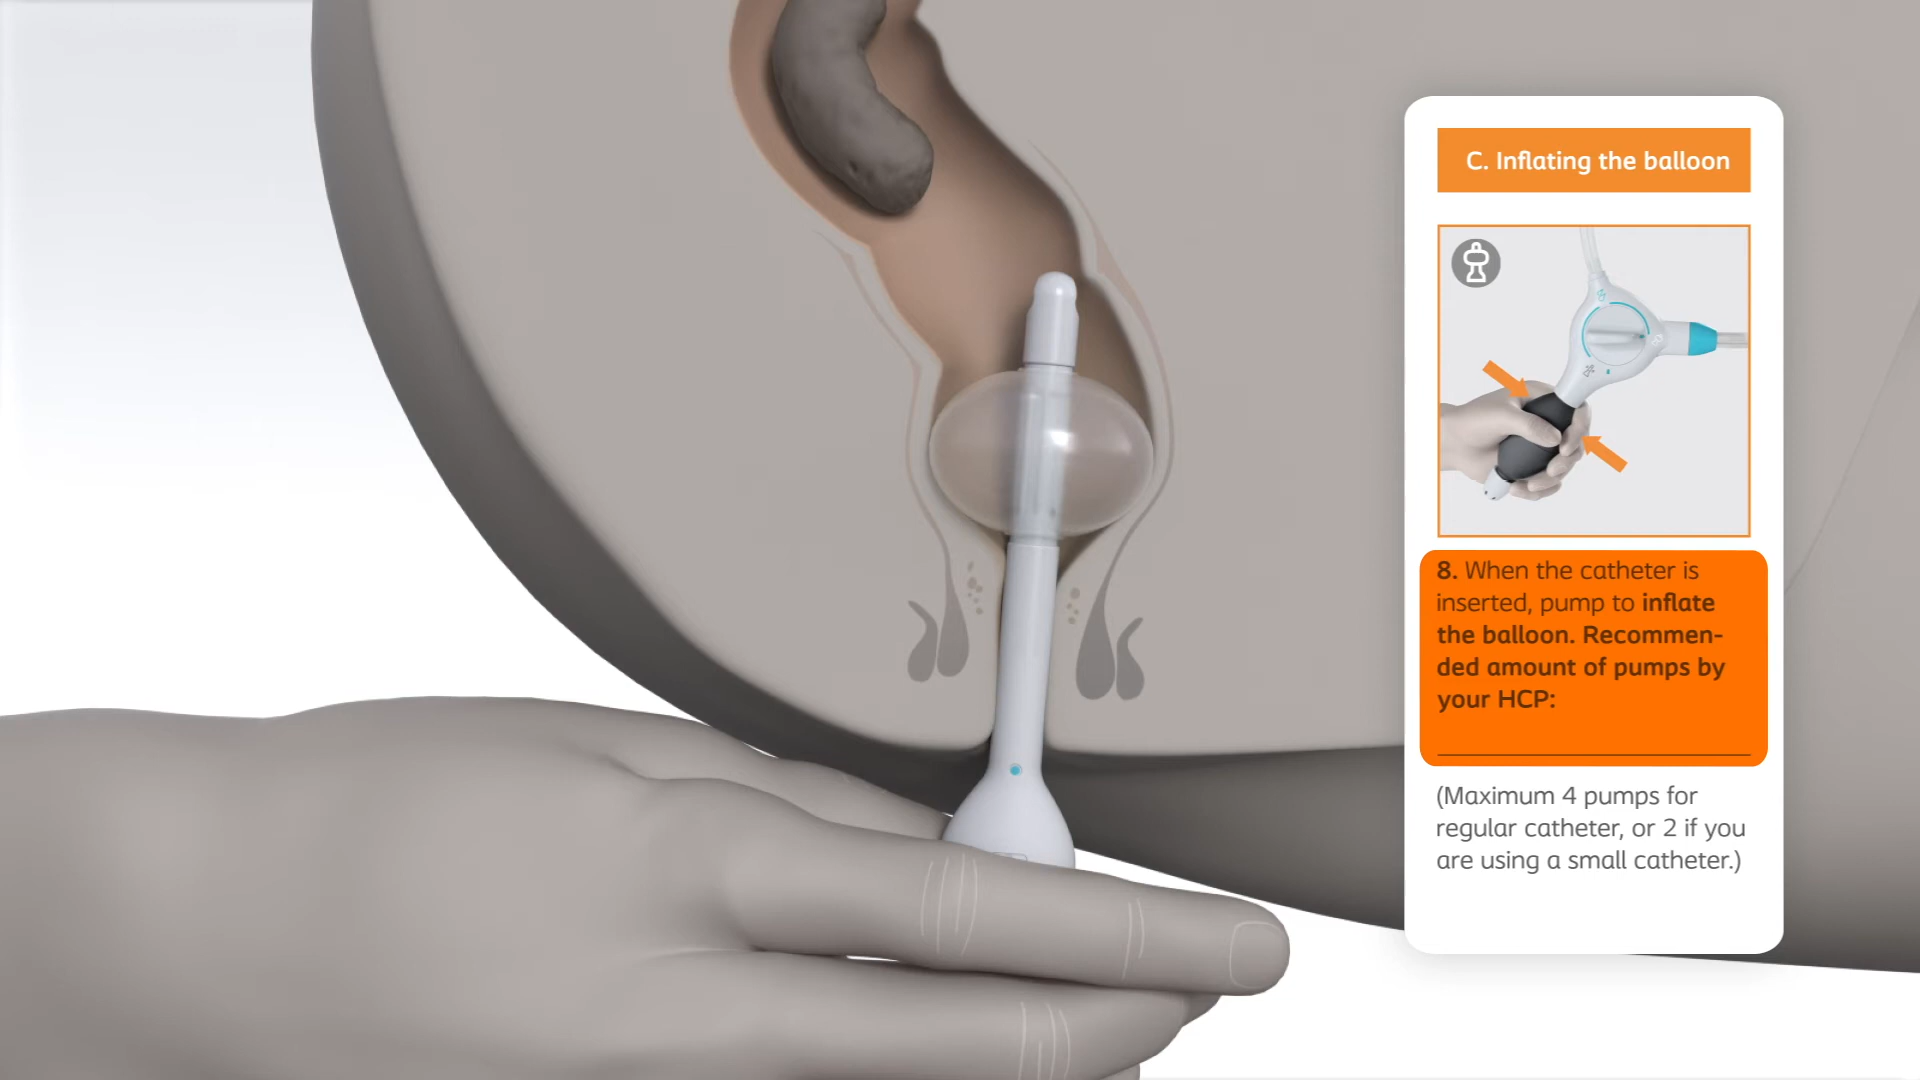 C. Inflating the balloon
8. When the catheter is
inserted, pump to inflate
the balloon. Recommen-
ded amount of pumps by
your HCP:
(Maximum 4 pumps for
regular catheter, or 2 if you
are using a small catheter.)